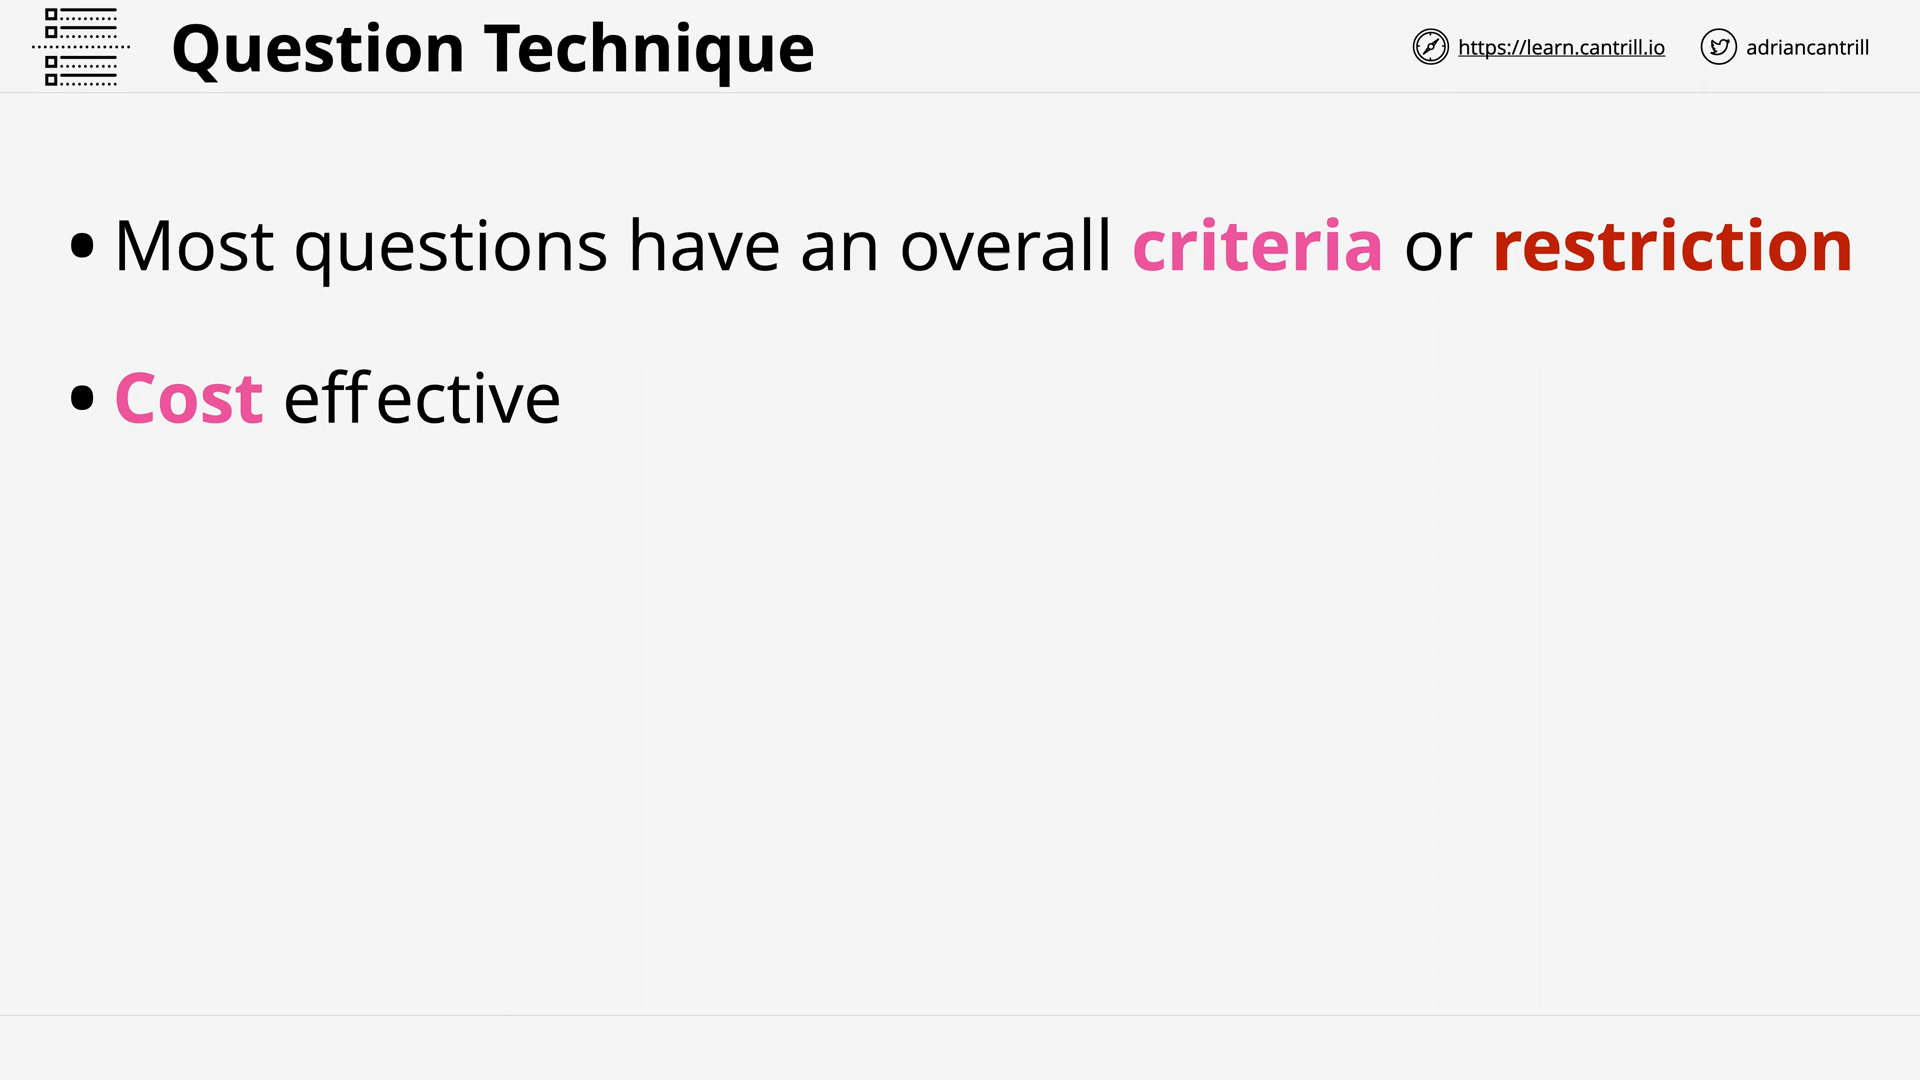 Question Technique
https://learn.cantrill.io
adriancantrill
• Most questions have an overall criteria or restriction
• Cost effective